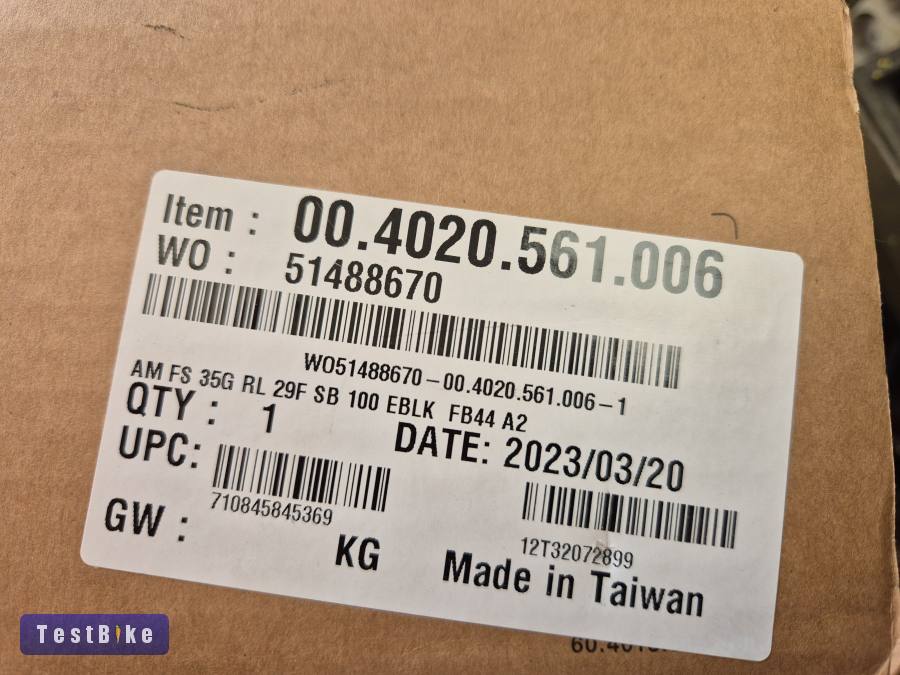 Item : 00.4020.561.006
WO : 51488670
WO51488670-00.4020.561.006-1
AM FS 35G RL 29F SB 100 EBLK FB44 A2
QTY : 1
DATE: 2023/03/20
UPC:
710845845369
12T32072899
GW : KG
Made in Taiwan
TestBike